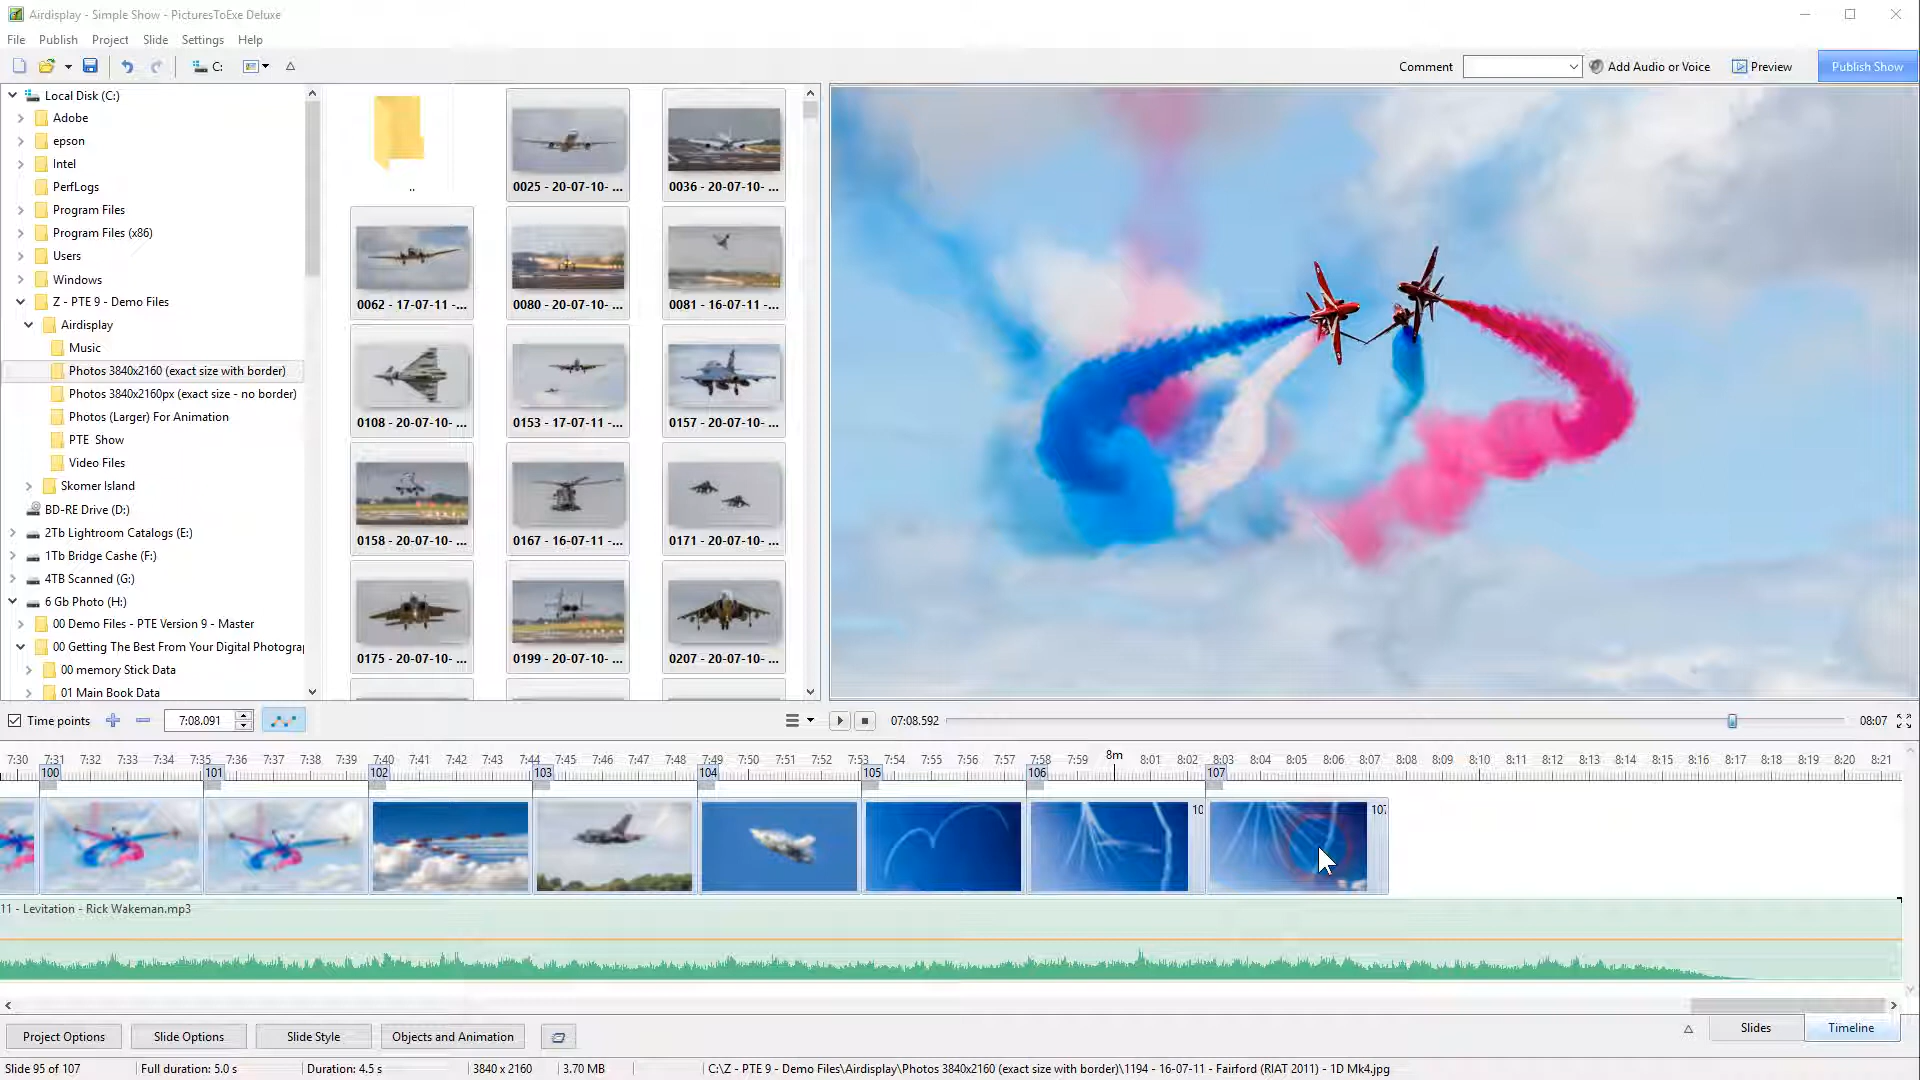 Airdisplay - Simple Show - PicturesToExe Deluxe
File Publish Project Slide Settings Help
C:
Comment Add Audio or Voice Preview Publish Show
Local Disk (C:)
Adobe
epson
Intel
PerfLogs
Program Files
Program Files (x86)
Users
Windows
Z - PTE 9 - Demo Files
Airdisplay
Music
Photos 3840x2160 (exact size with border)
Photos 3840x2160px (exact size - no border)
Photos (Larger) For Animation
PTE Show
Video Files
Skomer Island
BD-RE Drive (D:)
2Tb Lightroom Catalogs (E:)
1Tb Bridge Cashe (F:)
4TB Scanned (G:)
6 Gb Photo (H:)
00 Demo Files - PTE Version 9 - Master
00 Getting The Best From Your Digital Photogra
00 memory Stick Data
01 Main Book Data
.. 0025 - 20-07-10- ... 0036 - 20-07-10- ...
0062 - 17-07-11 -... 0080 - 20-07-10- ... 0081 - 16-07-11 -...
0108 - 20-07-10- ... 0153 - 17-07-11 -... 0157 - 20-07-10- ...
0158 - 20-07-10- ... 0167 - 16-07-11 -... 0171 - 20-07-10- ...
0175 - 20-07-10- ... 0199 - 20-07-10- ... 0207 - 20-07-10- ...
Time points 7:08.091 07:08.592 08:07
7:30 7:31 7:32 7:33 7:34 7:35 7:36 7:37 7:38 7:39 7:40 7:41 7:42 7:43 7:44 7:45 7:46 7:47 7:48 7:49 7:50 7:51 7:52 7:53 7:54 7:55 7:56 7:57 7:58 7:59 8m 8:01 8:02 8:03 8:04 8:05 8:06 8:07 8:08 8:09 8:10 8:11 8:12 8:13 8:14 8:15 8:16 8:17 8:18 8:19 8:20 8:21
100 101 102 103 104 105 106 107
10 107
11 - Levitation - Rick Wakeman.mp3
Project Options Slide Options Slide Style Objects and Animation Slides Timeline
Slide 95 of 107 Full duration: 5.0 s Duration: 4.5 s 3840 x 2160 3.70 MB C:\Z - PTE 9 - Demo Files\Airdisplay\Photos 3840x2160 (exact size with border)\1194 - 16-07-11 - Fairford (RIAT 2011) - 1D Mk4.jpg